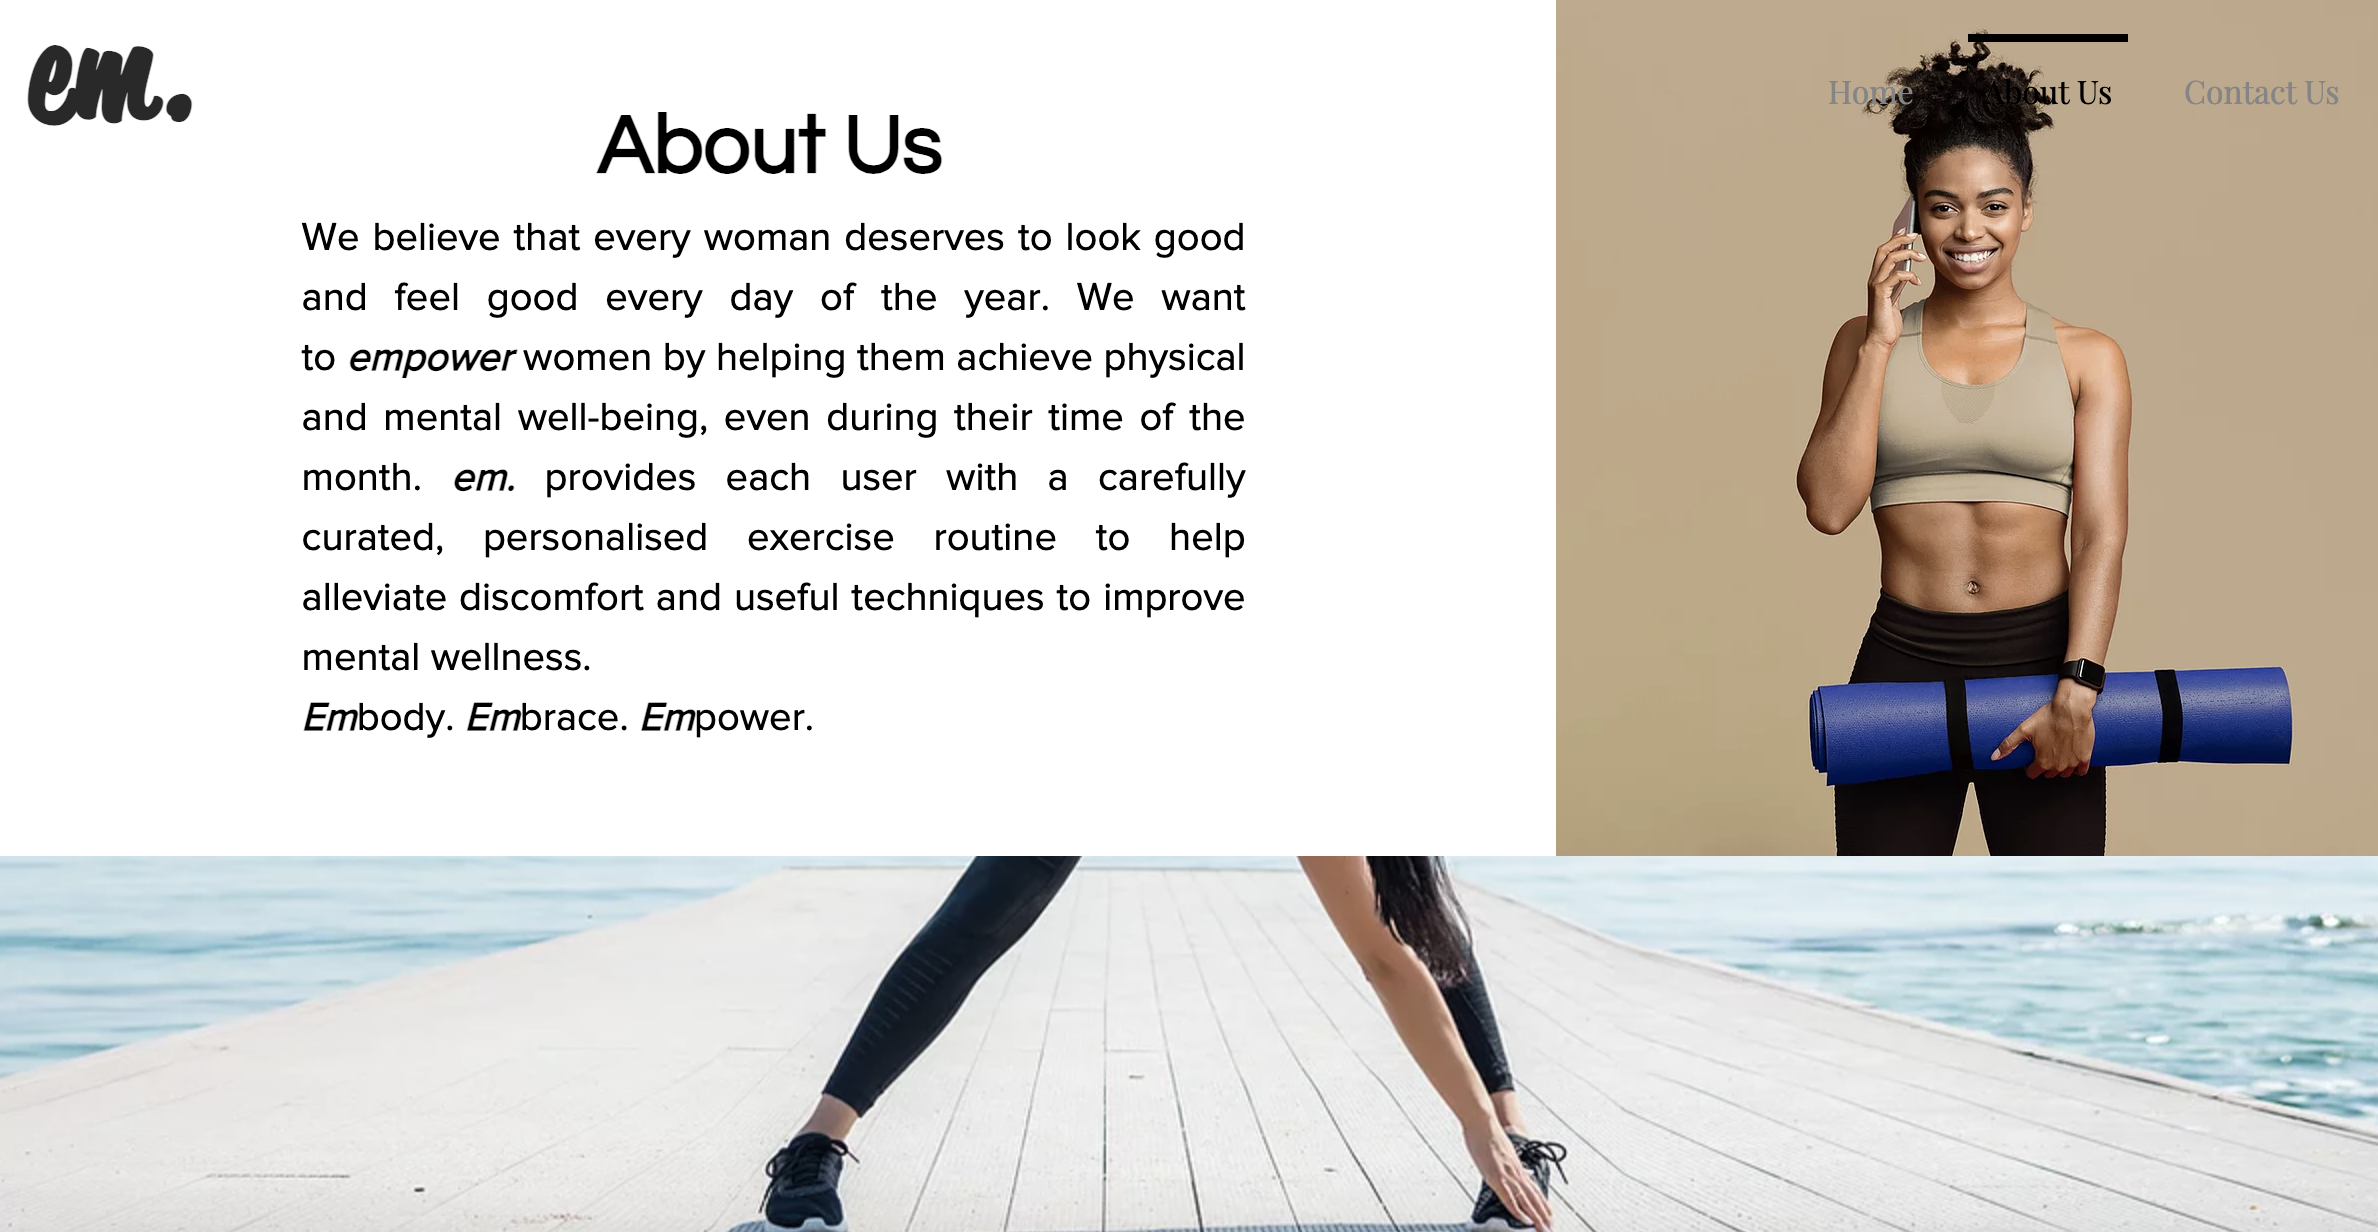 em.
Home About Us Contact Us
About Us
We believe that every woman deserves to look good
and feel good every day of the year. We want
to empower women by helping them achieve physical
and mental well-being, even during their time of the
month. em. provides each user with a carefully
curated, personalised exercise routine to help
alleviate discomfort and useful techniques to improve
mental wellness.
Embody. Embrace. Empower.